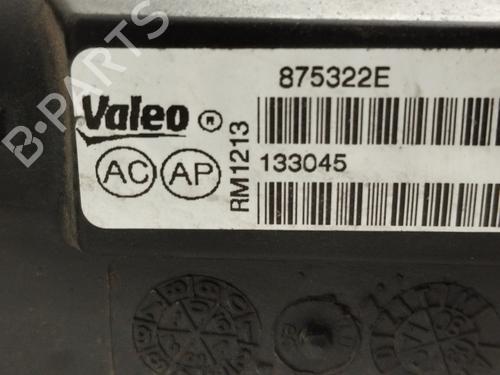 875322E
Valeo ®
RM1213
133045
AC AP
B-PARTS